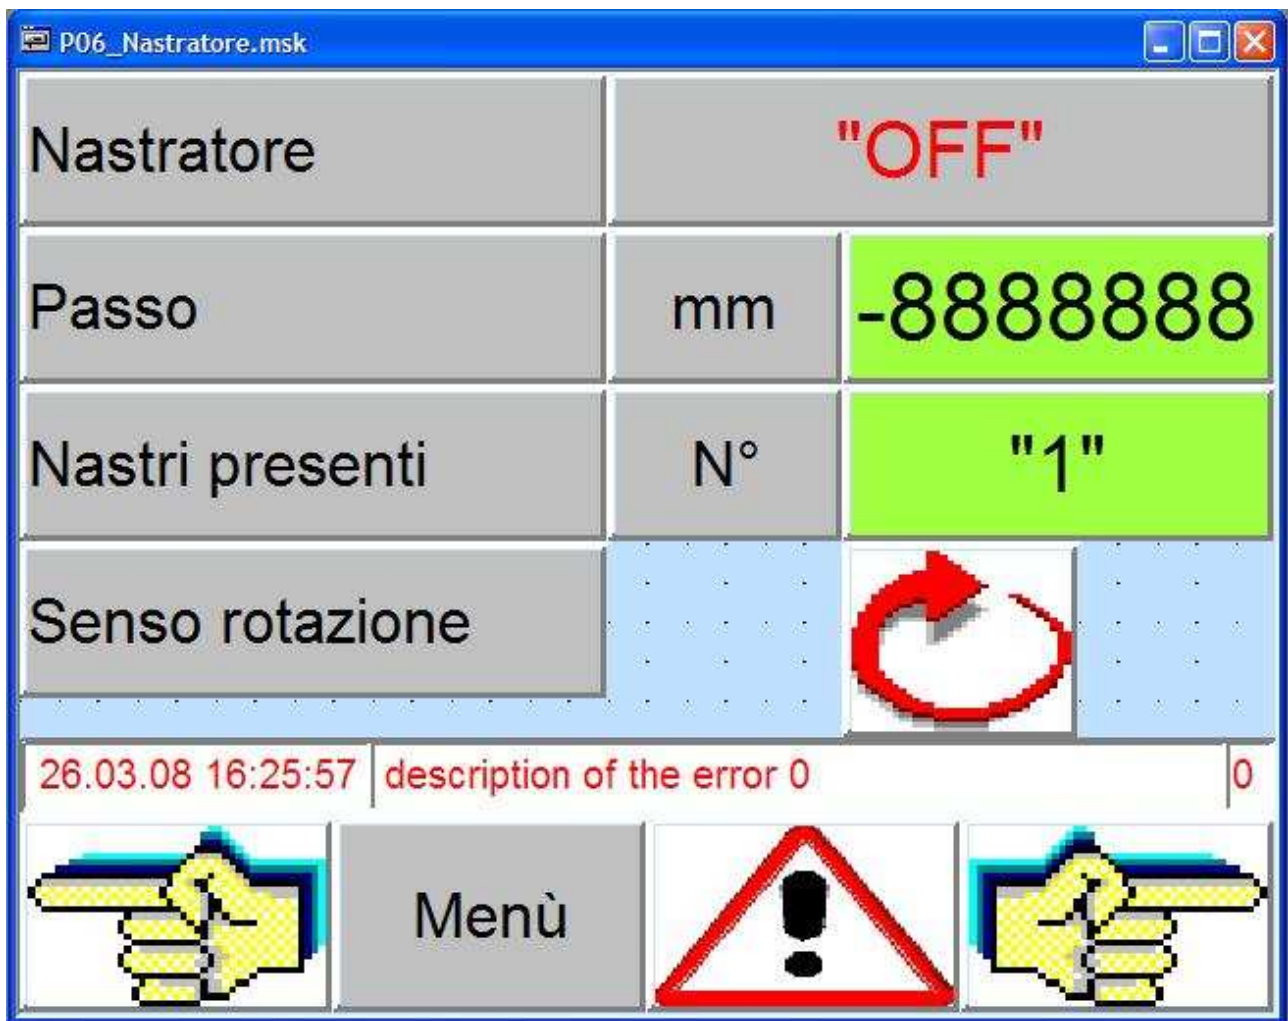 P06_Nastratore.msk
Nastratore "OFF"
Passo mm -8888888
Nastri presenti N° "1"
Senso rotazione
26.03.08 16:25:57 description of the error 0 0
Menù